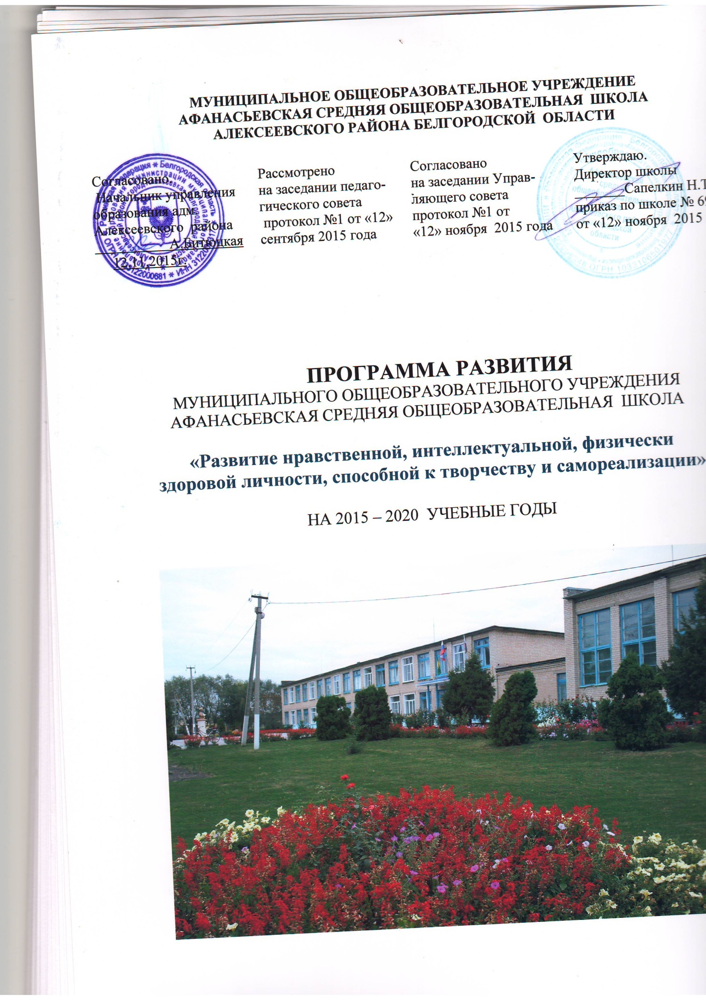 МУНИЦИПАЛЬНОЕ ОБЩЕОБРАЗОВАТЕЛЬНОЕ УЧРЕЖДЕНИЕ
АФАНАСЬЕВСКАЯ СРЕДНЯЯ ОБЩЕОБРАЗОВАТЕЛЬНАЯ ШКОЛА
АЛЕКСЕЕВСКОГО РАЙОНА БЕЛГОРОДСКОЙ ОБЛАСТИ
Согласовано.
Начальник управления
образования адм.
Алексеевского района
А.Битюцкая
12.11.2015г.
Рассмотрено
на заседании педаго-
гического совета
протокол №1 от «12»
сентября 2015 года
Согласовано
на заседании Управ-
ляющего совета
протокол №1 от
«12» ноября 2015 года
Утверждаю.
Директор школы
Сапелкин Н.Т
приказ по школе № 69
от «12» ноября 2015
ПРОГРАММА РАЗВИТИЯ
МУНИЦИПАЛЬНОГО ОБЩЕОБРАЗОВАТЕЛЬНОГО УЧРЕЖДЕНИЯ
АФАНАСЬЕВСКАЯ СРЕДНЯЯ ОБЩЕОБРАЗОВАТЕЛЬНАЯ ШКОЛА
«Развитие нравственной, интеллектуальной, физически
здоровой личности, способной к творчеству и самореализации»
НА 2015 – 2020 УЧЕБНЫЕ ГОДЫ